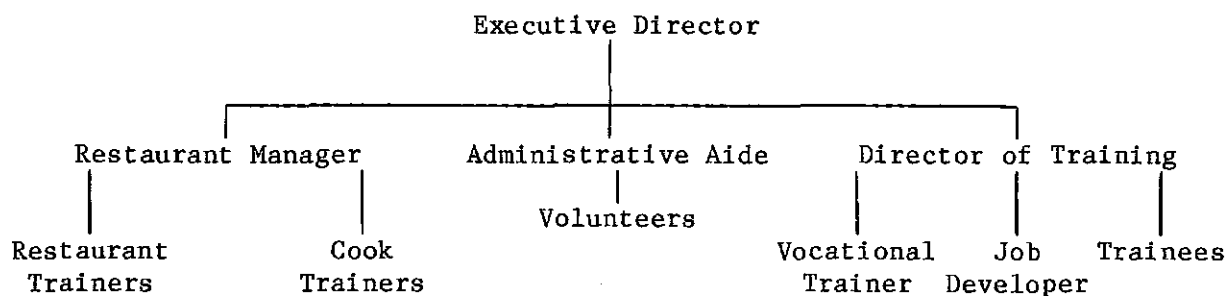 Executive Director
Restaurant Manager Administrative Aide Director of Training
Volunteers
Restaurant Cook Vocational Job Trainees
Trainers Trainers Trainer Developer